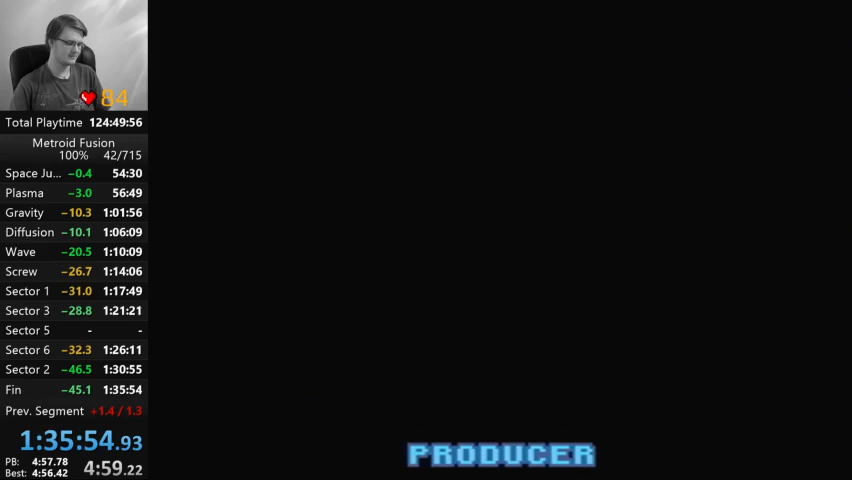 84
Total Playtime 124:49:56
Metroid Fusion
100% 42/715
Space Ju... −0.4 54:30
Plasma −3.0 56:49
Gravity −10.3 1:01:56
Diffusion −10.1 1:06:09
Wave −20.5 1:10:09
Screw −26.7 1:14:06
Sector 1 −31.0 1:17:49
Sector 3 −28.8 1:21:21
Sector 5 - -
Sector 6 −32.3 1:26:11
Sector 2 −46.5 1:30:55
Fin −45.1 1:35:54
Prev. Segment +1.4 / 1.3
1:35:54.93
PB: 4:57.78
Best: 4:56.42 4:59.22
PRODUCER